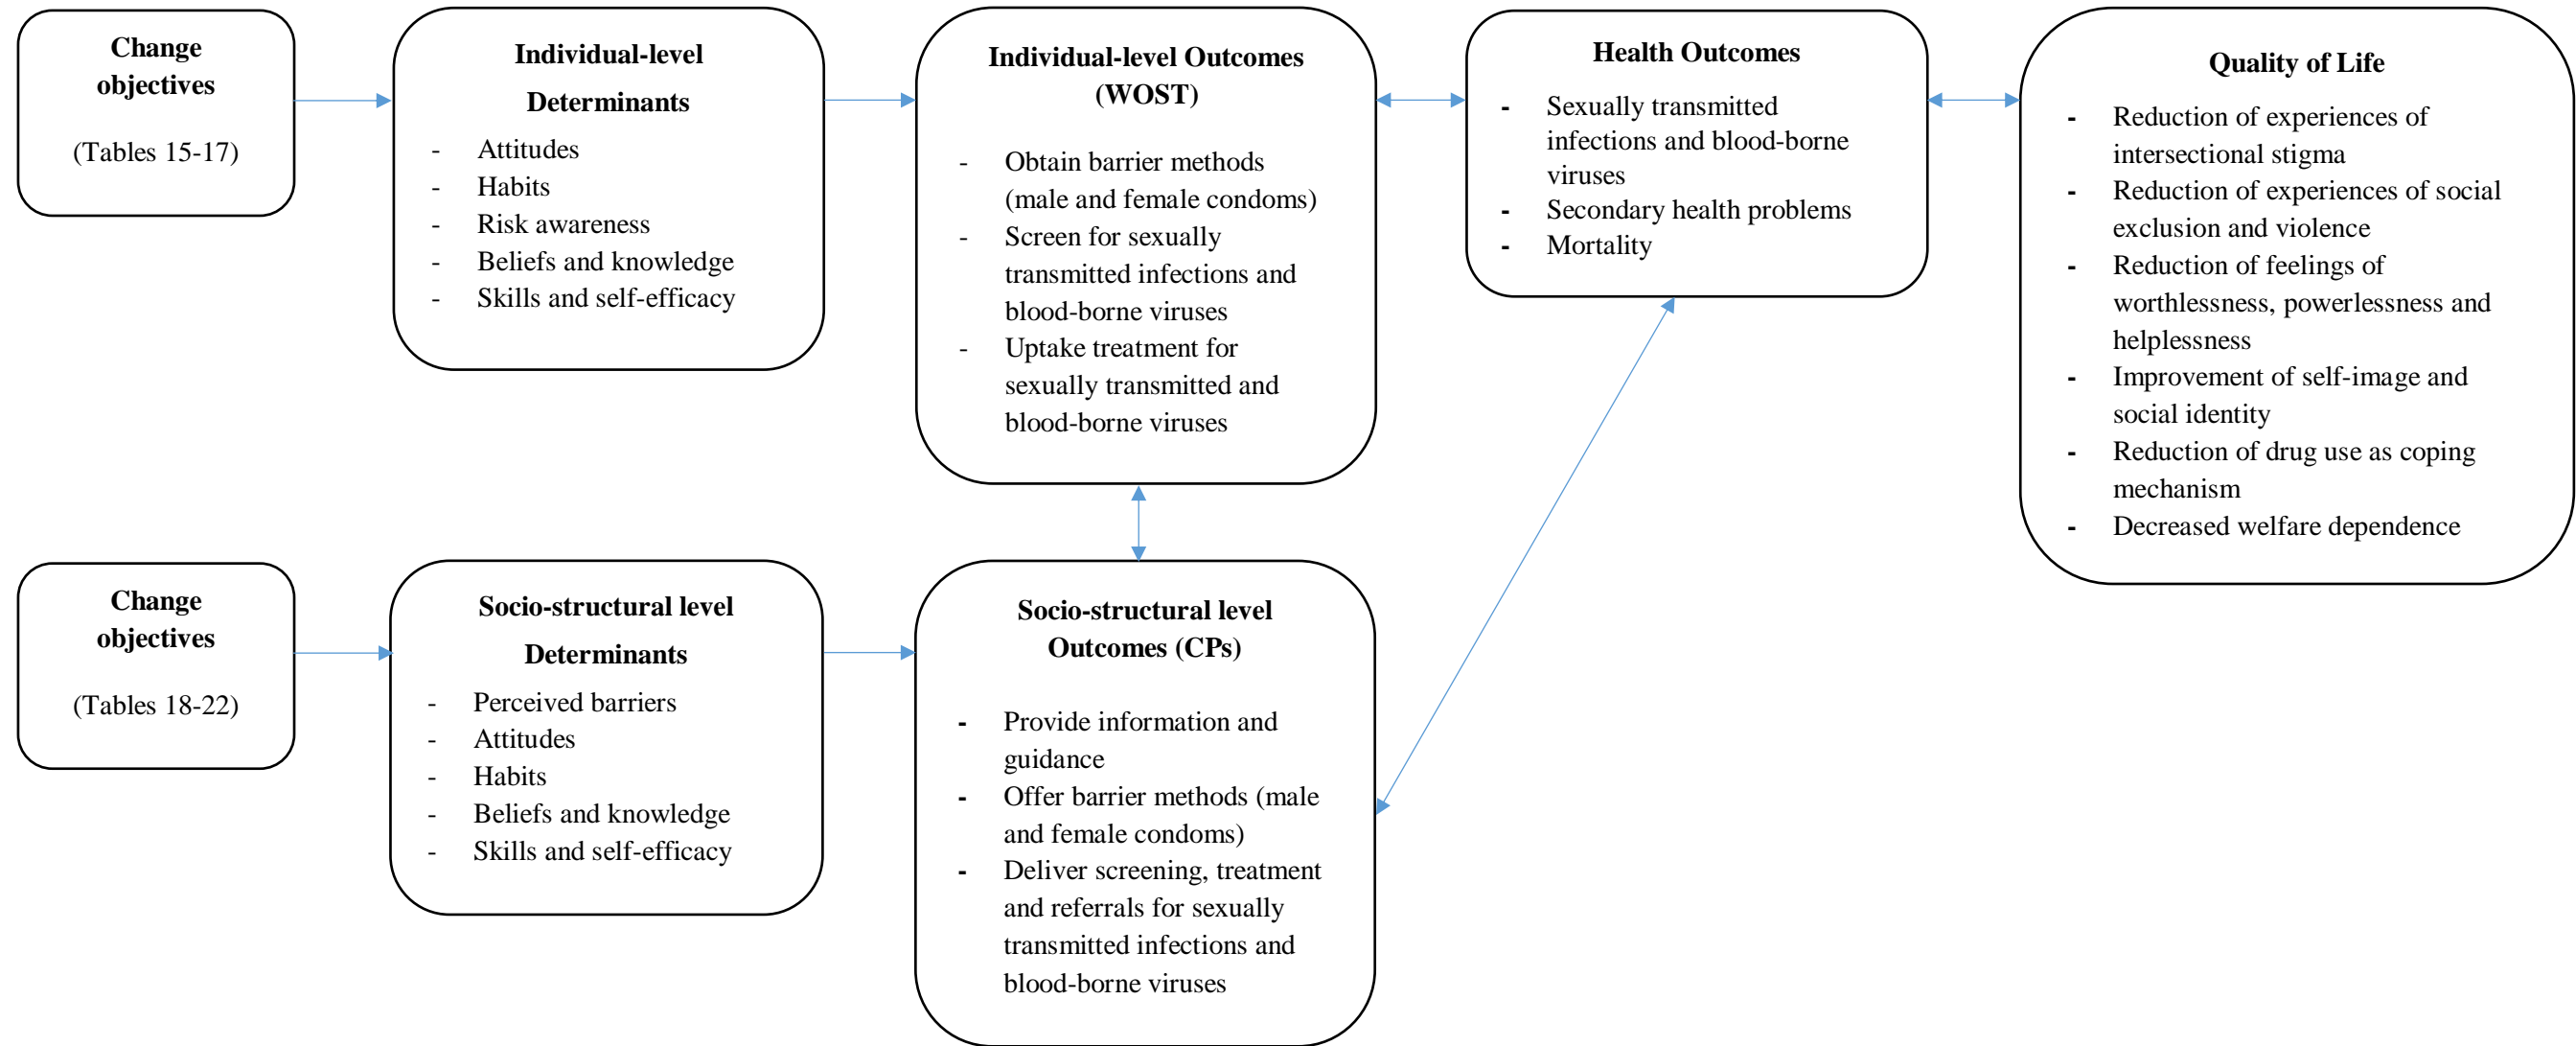 Change
objectives
(Tables 15-17)
Individual-level
Determinants
- Attitudes
- Habits
- Risk awareness
- Beliefs and knowledge
- Skills and self-efficacy
Individual-level Outcomes
(WOST)
- Obtain barrier methods
(male and female condoms)
- Screen for sexually
transmitted infections and
blood-borne viruses
- Uptake treatment for
sexually transmitted and
blood-borne viruses
Health Outcomes
- Sexually transmitted
infections and blood-borne
viruses
- Secondary health problems
- Mortality
Quality of Life
- Reduction of experiences of
intersectional stigma
- Reduction of experiences of social
exclusion and violence
- Reduction of feelings of
worthlessness, powerlessness and
helplessness
- Improvement of self-image and
social identity
- Reduction of drug use as coping
mechanism
- Decreased welfare dependence
Change
objectives
(Tables 18-22)
Socio-structural level
Determinants
- Perceived barriers
- Attitudes
- Habits
- Beliefs and knowledge
- Skills and self-efficacy
Socio-structural level
Outcomes (CPs)
- Provide information and
guidance
- Offer barrier methods (male
and female condoms)
- Deliver screening, treatment
and referrals for sexually
transmitted infections and
blood-borne viruses